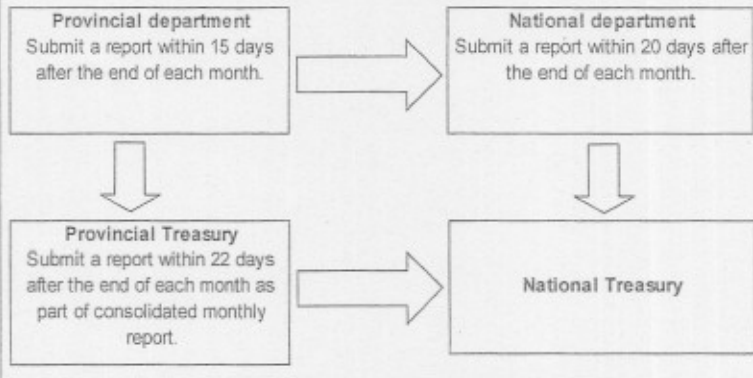 Provincial department
Submit a report within 15 days
after the end of each month.
National department
Submit a report within 20 days after
the end of each month.
Provincial Treasury
Submit a report within 22 days
after the end of each month as
part of consolidated monthly
report.
National Treasury